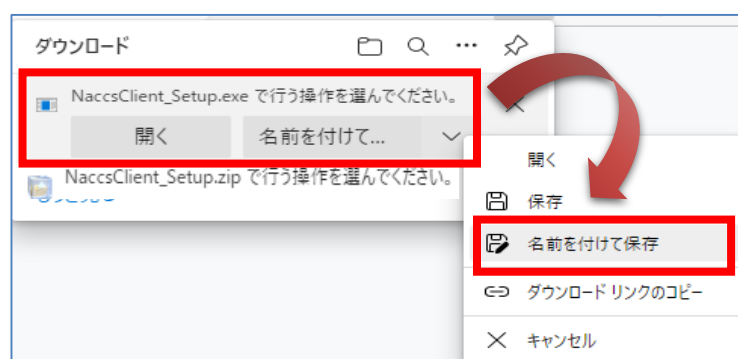 ダウンロード
NaccsClient_Setup.exe で行う操作を選んでください。
開く
名前を付けて...
NaccsClient_Setup.zip で行う操作を選んでください。
開く
保存
名前を付けて保存
ダウンロード リンクのコピー
キャンセル